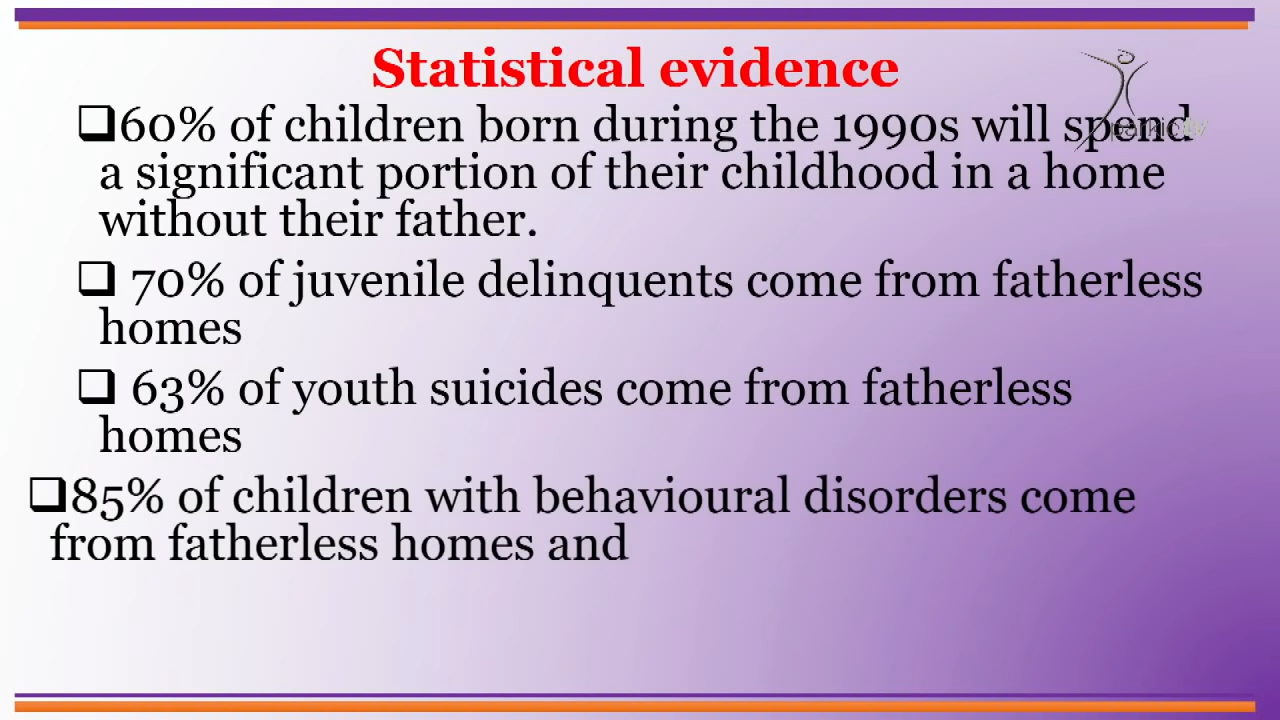 Statistical evidence
❑60% of children born during the 1990s will spend
a significant portion of their childhood in a home
without their father.
❑ 70% of juvenile delinquents come from fatherless
homes
❑ 63% of youth suicides come from fatherless
homes
❑85% of children with behavioural disorders come
from fatherless homes and